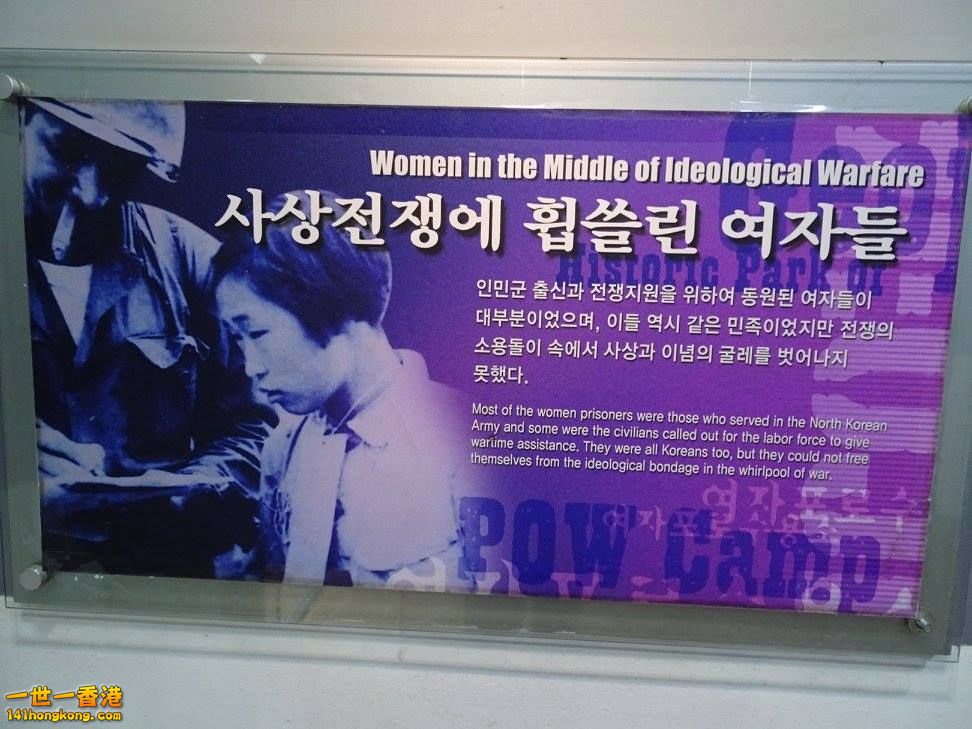 Women in the Middle of Ideological Warfare
사상전쟁에 휩쓸린 여자들
Historic Park of
인민군 출신과 전쟁지원을 위하여 동원된 여자들이
대부분이었으며, 이들 역시 같은 민족이었지만 전쟁의
소용돌이 속에서 사상과 이념의 굴레를 벗어나지
못했다.
Most of the women prisoners were those who served in the North Korean
Army and some were the civilians called out for the labor force to give
wartime assistance. They were all Koreans too, but they could not free
themselves from the ideological bondage in the whirlpool of war.
여자포로수
POW Camp
一世一香港
141hongkong.com